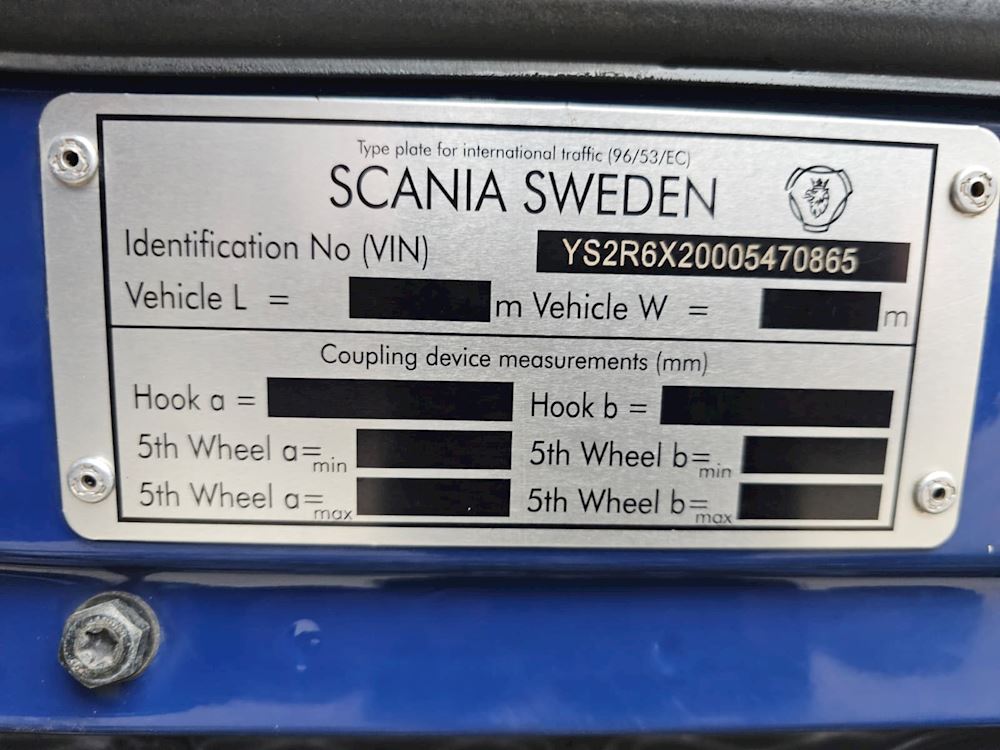 Type plate for international traffic (96/53/EC)
SCANIA SWEDEN
Identification No (VIN) YS2R6X20005470865
Vehicle L = m Vehicle W = m
Coupling device measurements (mm)
Hook a = Hook b =
5th Wheel a=min 5th Wheel b=min
5th Wheel a=max 5th Wheel b=max